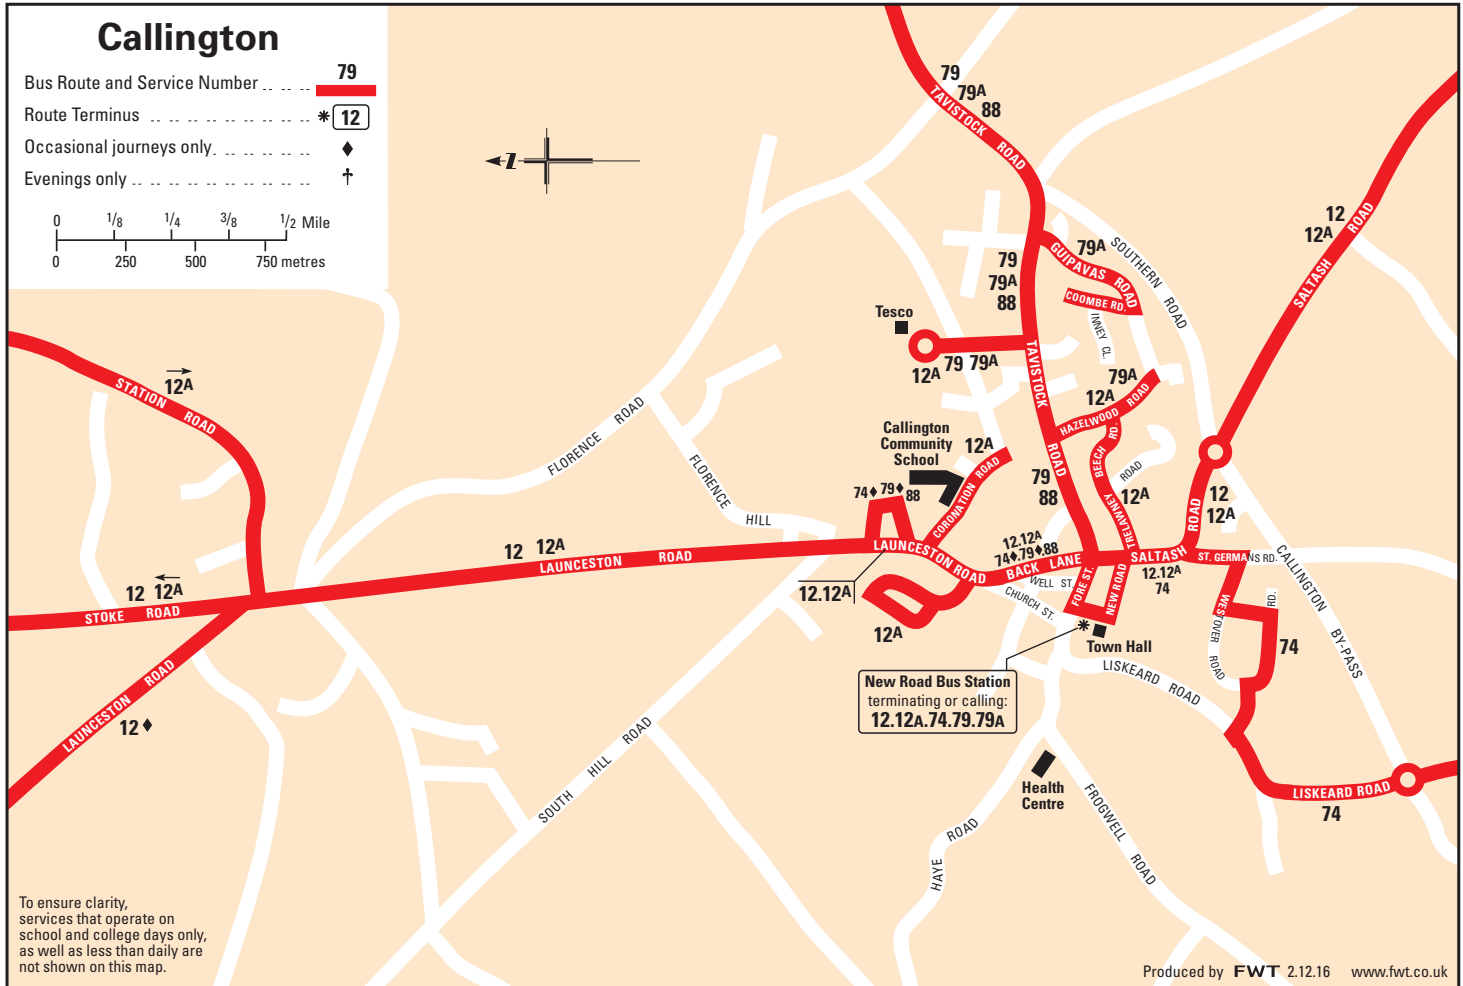 Callington
Bus Route and Service Number 79
Route Terminus * 12
Occasional journeys only ♦
Evenings only †
0 1/8 1/4 3/8 1/2 Mile
0 250 500 750 metres
N
79
79A
88
TAVISTOCK ROAD
12
12A
SALTASH ROAD
SOUTHERN ROAD
79A
GUIPAVAS ROAD
COOMBE RD.
INNEY CL.
79
79A
88
Tesco
12A 79 79A
TAVISTOCK ROAD
79A
12A
HAZELWOOD ROAD
BEECH RD.
ROAD
TRELAWNEY
12A
79
88
Callington
Community
School
12A
CORONATION ROAD
74♦ 79♦ 88
12A
STATION ROAD
FLORENCE ROAD
FLORENCE HILL
12 12A
LAUNCESTON ROAD
LAUNCESTON ROAD
12.12A
12.12A
74♦.79♦.88
BACK LANE
WELL ST.
CHURCH ST.
FORE ST.
NEW ROAD
SALTASH ROAD
12
12A
12.12A
74
ST. GERMANS RD.
WESTOVER ROAD
RD.
74
CALLINGTON BY-PASS
12 12A
STOKE ROAD
LAUNCESTON ROAD
12♦
12A
*
Town Hall
LISKEARD ROAD
New Road Bus Station
terminating or calling:
12.12A.74.79.79A
SOUTH HILL ROAD
Health
Centre
HAYE ROAD
FROGWELL ROAD
LISKEARD ROAD
74
To ensure clarity,
services that operate on
school and college days only,
as well as less than daily are
not shown on this map.
Produced by FWT 2.12.16 www.fwt.co.uk